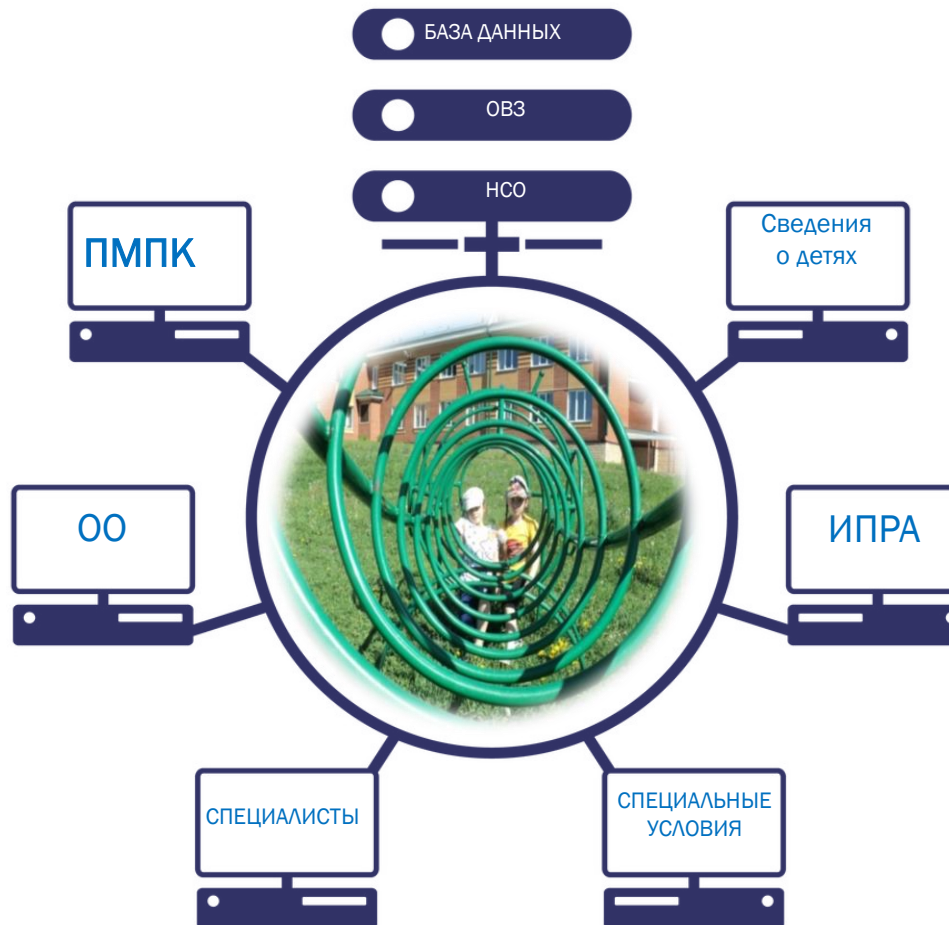 БАЗА ДАННЫХ
ОВЗ
НСО
ПМПК
Сведения
о детях
ОО
ИПРА
СПЕЦИАЛИСТЫ
СПЕЦИАЛЬНЫЕ
УСЛОВИЯ